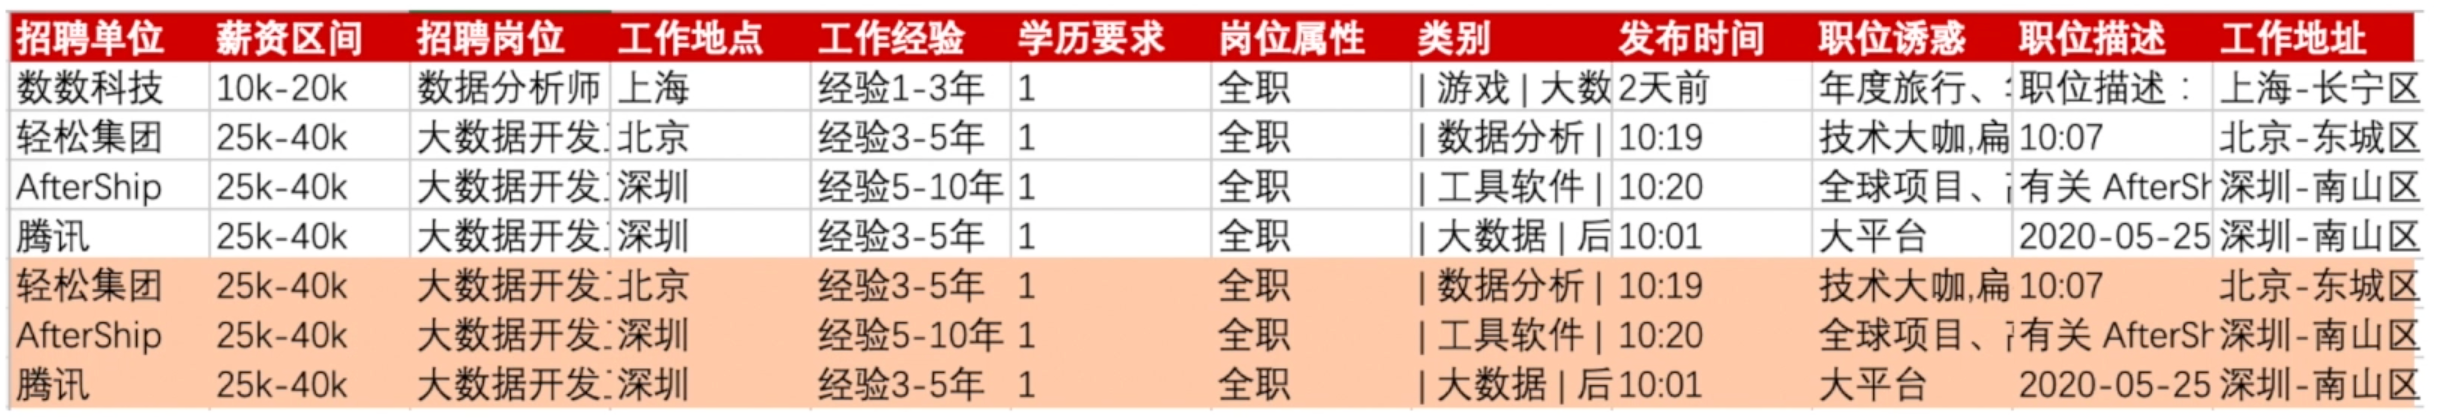 招聘单位 薪资区间 招聘岗位 工作地点 工作经验 学历要求 岗位属性 类别 发布时间 职位诱惑 职位描述 工作地址
数数科技 10k-20k 数据分析师 上海 经验1-3年 1 全职 | 游戏 | 大数 2天前 年度旅行、 职位描述： 上海-长宁区
轻松集团 25k-40k 大数据开发 北京 经验3-5年 1 全职 | 数据分析 | 10:19 技术大咖,扁 10:07 北京-东城区
AfterShip 25k-40k 大数据开发 深圳 经验5-10年 1 全职 | 工具软件 | 10:20 全球项目、 有关 AfterSh 深圳-南山区
腾讯 25k-40k 大数据开发 深圳 经验3-5年 1 全职 | 大数据 | 后 10:01 大平台 2020-05-25 深圳-南山区
轻松集团 25k-40k 大数据开发 北京 经验3-5年 1 全职 | 数据分析 | 10:19 技术大咖,扁 10:07 北京-东城区
AfterShip 25k-40k 大数据开发 深圳 经验5-10年 1 全职 | 工具软件 | 10:20 全球项目、 有关 AfterSh 深圳-南山区
腾讯 25k-40k 大数据开发 深圳 经验3-5年 1 全职 | 大数据 | 后 10:01 大平台 2020-05-25 深圳-南山区